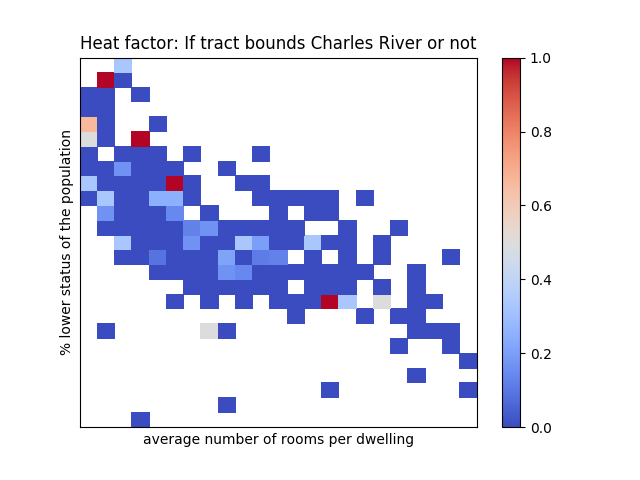 Heat factor: If tract bounds Charles River or not
% lower status of the population
average number of rooms per dwelling
1.0
0.8
0.6
0.4
0.2
0.0